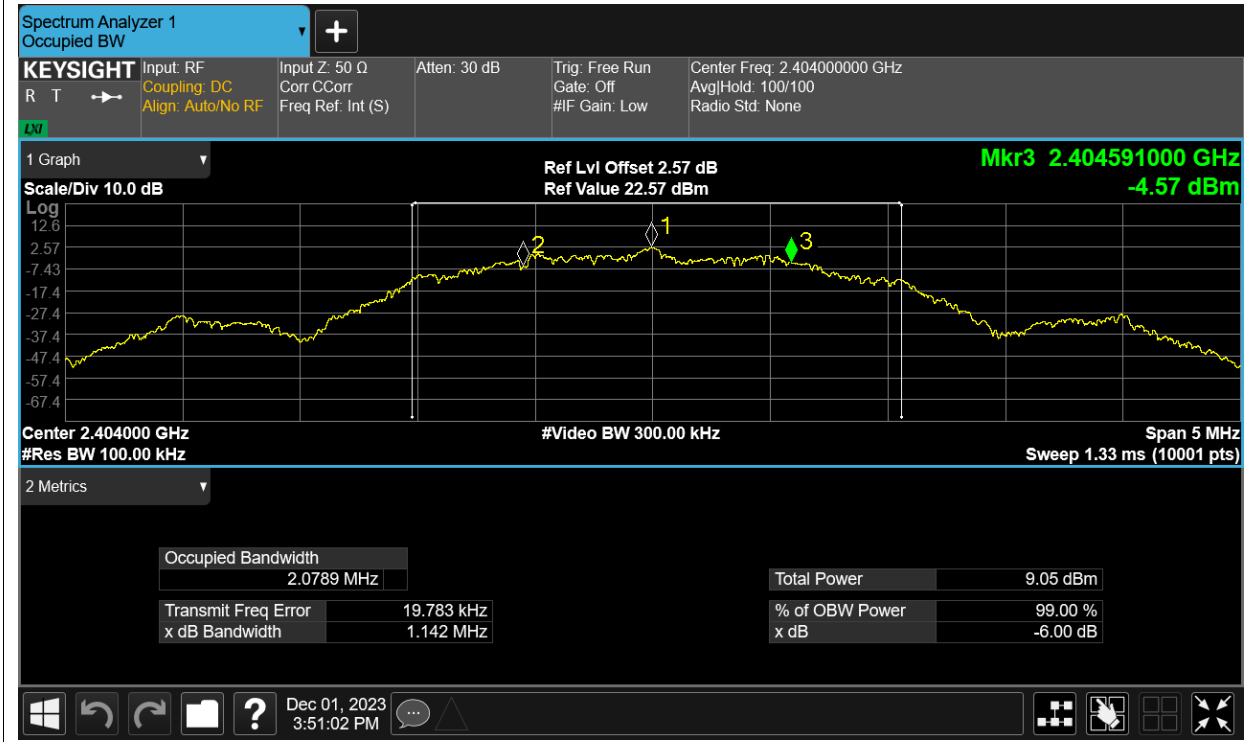 Spectrum Analyzer 1
Occupied BW
KEYSIGHT
R T
LXI
Input: RF
Coupling: DC
Align: Auto/No RF
Input Z: 50 Ω
Corr CCorr
Freq Ref: Int (S)
Atten: 30 dB
Trig: Free Run
Gate: Off
#IF Gain: Low
Center Freq: 2.404000000 GHz
Avg|Hold: 100/100
Radio Std: None
1 Graph
Scale/Div 10.0 dB
Ref Lvl Offset 2.57 dB
Ref Value 22.57 dBm
Mkr3 2.404591000 GHz
-4.57 dBm
Log
12.6
2.57
-7.43
-17.4
-27.4
-37.4
-47.4
-57.4
-67.4
2
1
3
Center 2.404000 GHz
#Video BW 300.00 kHz
Span 5 MHz
#Res BW 100.00 kHz
Sweep 1.33 ms (10001 pts)
2 Metrics
Occupied Bandwidth
2.0789 MHz
Total Power 9.05 dBm
Transmit Freq Error 19.783 kHz
% of OBW Power 99.00 %
x dB Bandwidth 1.142 MHz
x dB -6.00 dB
?
Dec 01, 2023
3:51:02 PM